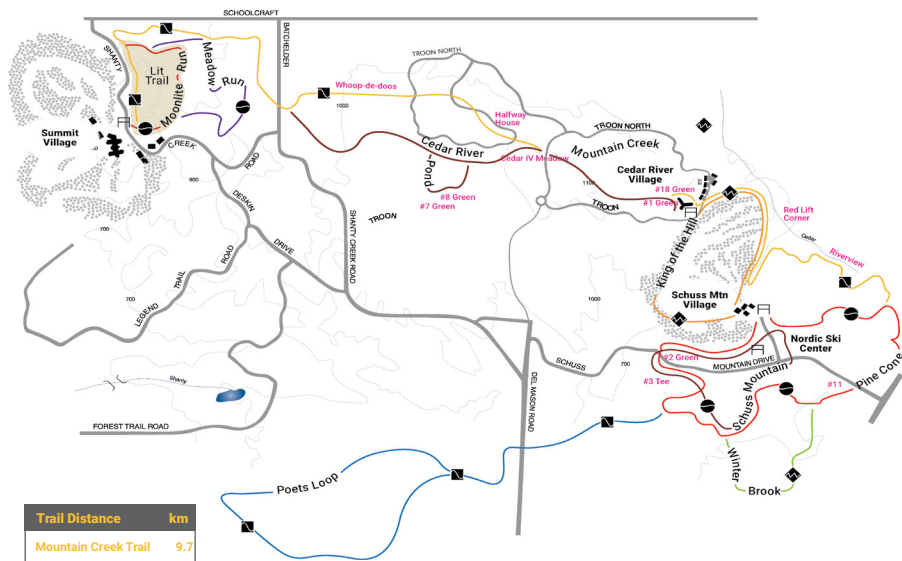 SCHOOLCRAFT
SHANTY
BATCHELDER
Meadow
Run
Lit
Trail
Moonlite Run
Summit
Village
CREEK
ROAD
900
DESKIN
DRIVE
700
LEGEND TRAIL ROAD
700
SHANTY CREEK ROAD
TROON
Whoop-de-doos
1000
TROON NORTH
Halfway
House
Cedar River
Cedar IV Meadow
Pond
#8 Green
#7 Green
TROON NORTH
Mountain Creek
Cedar River
Village
1100
#18 Green
#1 Green
TROON
King of the Hill
Red Lift
Corner
Cedar
Riverview
1000
Schuss Mtn
Village
Nordic Ski
Center
SCHUSS
700
#2 Green
MOUNTAIN DRIVE
#3 Tee
Schuss Mountain
#11
Pine Cone
DEL MASON ROAD
Shanty
FOREST TRAIL ROAD
Poets Loop
Winter
Brook
Trail Distance km
Mountain Creek Trail 9.7